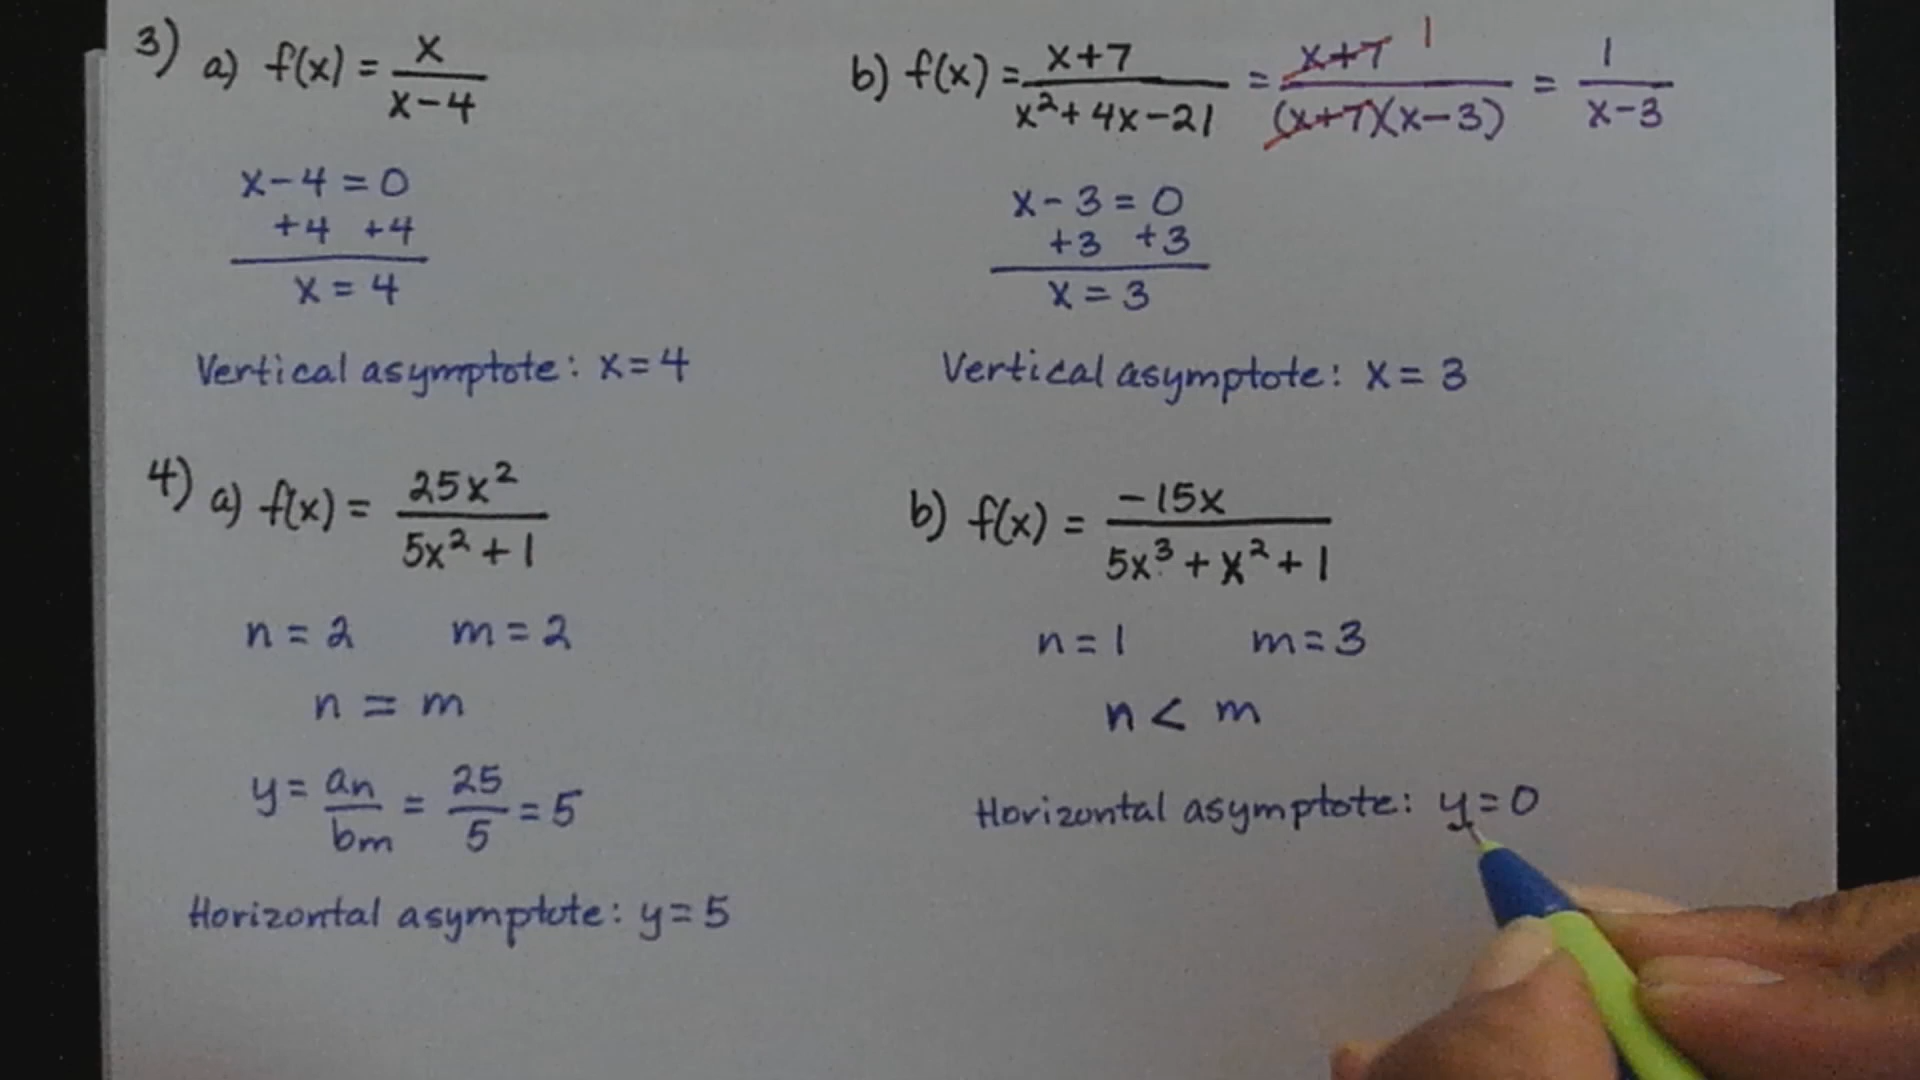 3) a) f(x) = x / (x-4)
x-4=0
+4 +4
x=4
Vertical asymptote: x=4
b) f(x) = (x+7) / (x²+4x-21) = (x+7) 1 / ((x+7)(x-3)) = 1 / (x-3)
x-3=0
+3 +3
x=3
Vertical asymptote: x=3
4) a) f(x) = 25x² / (5x²+1)
n=2 m=2
n = m
y = an / bm = 25 / 5 = 5
Horizontal asymptote: y=5
b) f(x) = -15x / (5x³+x²+1)
n=1 m=3
n < m
Horizontal asymptote: y=0